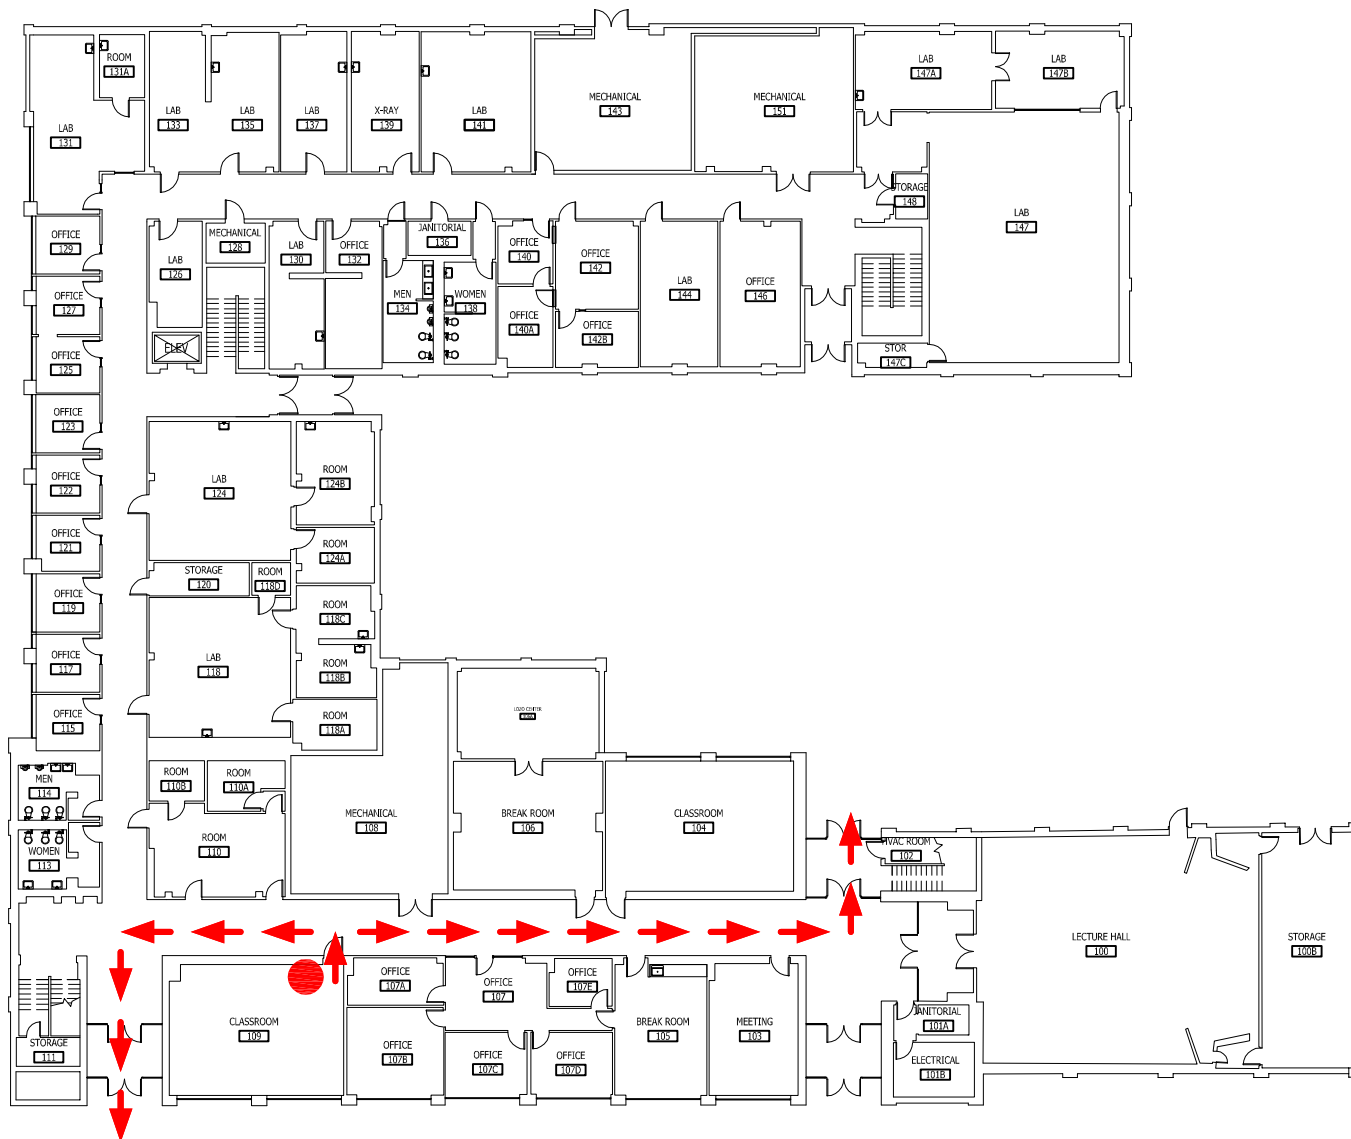 ROOM
131A
LAB
133
LAB
135
LAB
137
X-RAY
139
LAB
141
MECHANICAL
143
MECHANICAL
151
LAB
147A
LAB
147B
LAB
131
STORAGE
148
LAB
147
OFFICE
129
LAB
126
MECHANICAL
128
LAB
130
OFFICE
132
JANITORIAL
136
OFFICE
140
OFFICE
142
LAB
144
OFFICE
146
OFFICE
127
MEN
134
WOMEN
138
OFFICE
140A
OFFICE
142B
ELEV
STOR
147C
OFFICE
125
OFFICE
123
OFFICE
122
LAB
124
ROOM
124B
OFFICE
121
ROOM
124A
STORAGE
120
ROOM
118D
OFFICE
119
ROOM
118C
OFFICE
117
LAB
118
ROOM
118B
OFFICE
115
ROOM
118A
MEN
114
ROOM
110B
ROOM
110A
MECHANICAL
108
BREAK ROOM
106
CLASSROOM
104
WOMEN
113
ROOM
110
HVAC ROOM
102
LECTURE HALL
100
STORAGE
100B
OFFICE
107A
OFFICE
107
OFFICE
107E
CLASSROOM
109
OFFICE
107B
OFFICE
107C
OFFICE
107D
BREAK ROOM
105
MEETING
103
JANITORIAL
101A
ELECTRICAL
101B
STORAGE
111